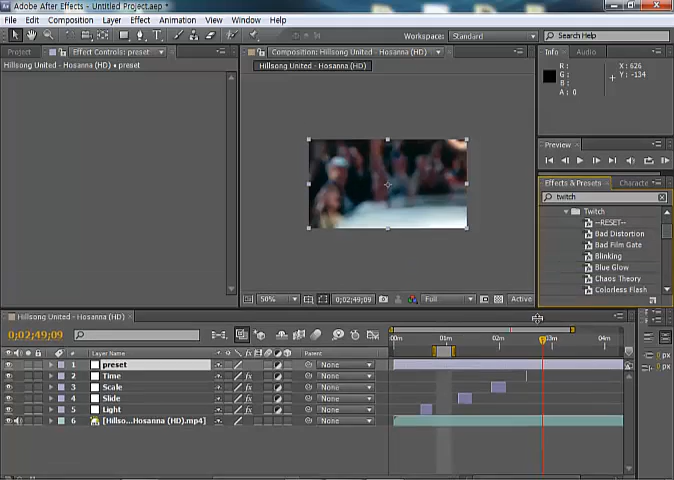 Adobe After Effects - Untitled Project.aep *
File Edit Composition Layer Effect Animation View Window Help
Workspace: Standard Search Help
Project Effect Controls: preset Composition: Hillsong United - Hosanna (HD) Info Audio
Hillsong United - Hosanna (HD) • preset
Hillsong United - Hosanna (HD)
R:
G:
B:
A: 0
X: 626
Y: -134
Preview
Effects & Presets Characte
twitch
Twitch
--RESET--
Bad Distortion
Bad Film Gate
Blinking
Blue Glow
Chaos Theory
Colorless Flash
50% 0;02;49;09 Full Active
Hillsong United - Hosanna (HD)
0;02;49;09
00m 01m 02m 03m 04m
# Layer Name Parent
1 preset None
2 Time None
3 Scale None
4 Slide None
5 Light None
6 [Hillso...Hosanna (HD).mp4] None
0 px
0 px